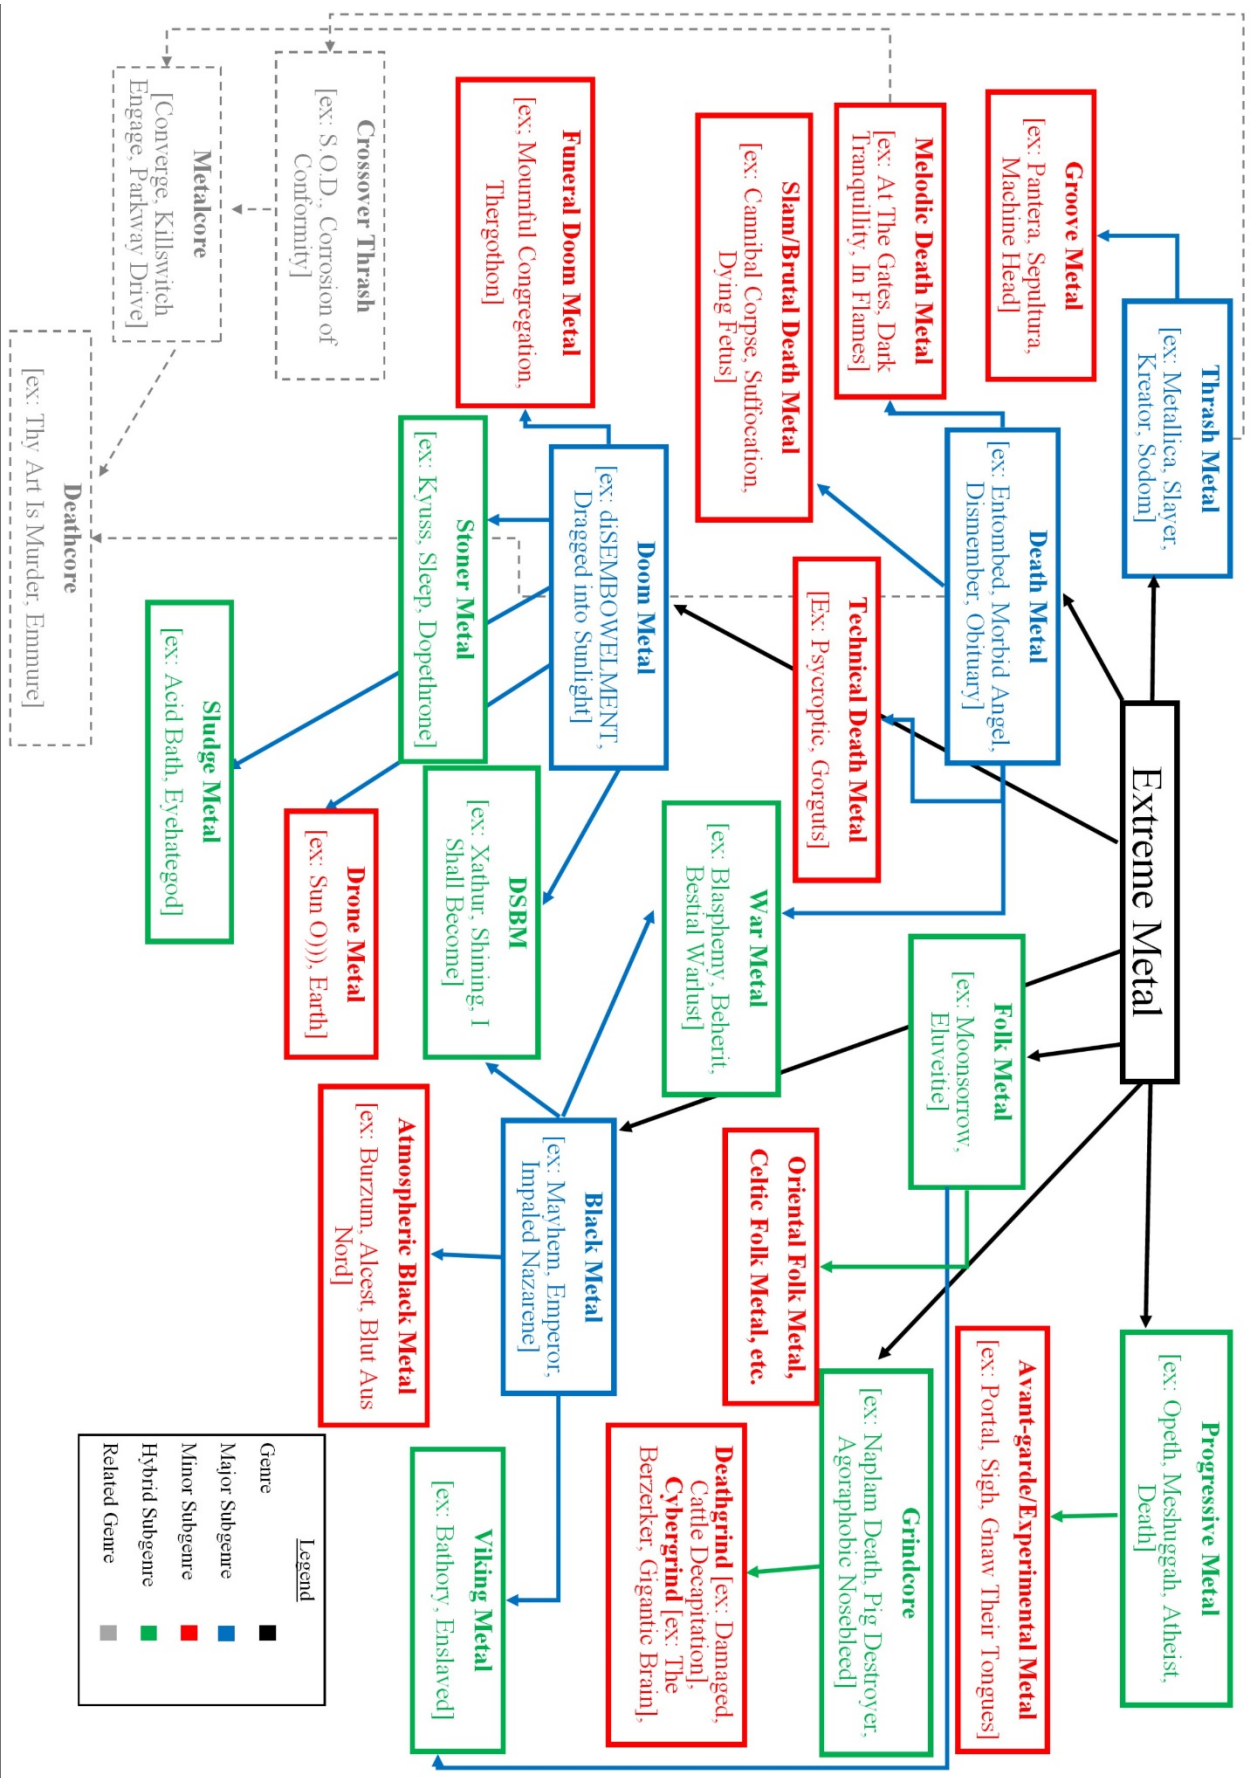 Extreme Metal
Thrash Metal
[ex: Metallica, Slayer,
Kreator, Sodom]
Groove Metal
[ex: Pantera, Sepultura,
Machine Head]
Death Metal
[ex: Entombed, Morbid Angel,
Dismember, Obituary]
Melodic Death Metal
[ex: At The Gates, Dark
Tranquillity, In Flames]
Slam/Brutal Death Metal
[ex: Cannibal Corpse, Suffocation,
Dying Fetus]
Technical Death Metal
[Ex: Psycroptic, Gorguts]
Folk Metal
[ex: Moonsorrow,
Eluveitie]
Progressive Metal
[ex: Opeth, Meshuggah, Atheist,
Death]
Avant-garde/Experimental Metal
[ex: Portal, Sigh, Gnaw Their Tongues]
Oriental Folk Metal,
Celtic Folk Metal, etc.
Grindcore
[ex: Naplam Death, Pig Destroyer,
Agoraphobic Nosebleed]
War Metal
[ex: Blasphemy, Beherit,
Bestial Warlust]
Deathgrind [ex: Damaged,
Cattle Decapitation],
Cybergrind [ex: The
Berzerker, Gigantic Brain],
Doom Metal
[ex: diSEMBOWELMENT,
Dragged into Sunlight]
Funeral Doom Metal
[ex; Mournful Congregation,
Thergothon]
Black Metal
[ex: Mayhem, Emperor,
Impaled Nazarene]
Stoner Metal
[ex: Kyuss, Sleep, Dopethrone]
DSBM
[ex: Xathur, Shining, I
Shall Become]
Viking Metal
[ex: Bathory, Enslaved]
Atmospheric Black Metal
[ex: Burzum, Alcest, Blut Aus
Nord]
Crossover Thrash
[ex: S.O.D., Corrosion of
Conformity]
Drone Metal
[ex: Sun O))), Earth]
Metalcore
[Converge, Killswitch
Engage, Parkway Drive]
Sludge Metal
[ex: Acid Bath, Eyehategod]
Deathcore
[ex: Thy Art Is Murder, Emmure]
Legend
Genre
Major Subgenre
Minor Subgenre
Hybrid Subgenre
Related Genre